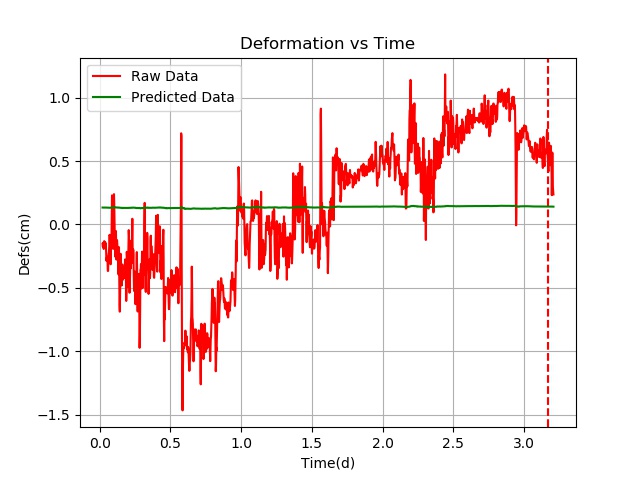 Deformation vs Time
Raw Data
Predicted Data
1.0
0.5
0.0
−0.5
−1.0
−1.5
Defs(cm)
0.0 0.5 1.0 1.5 2.0 2.5 3.0
Time(d)